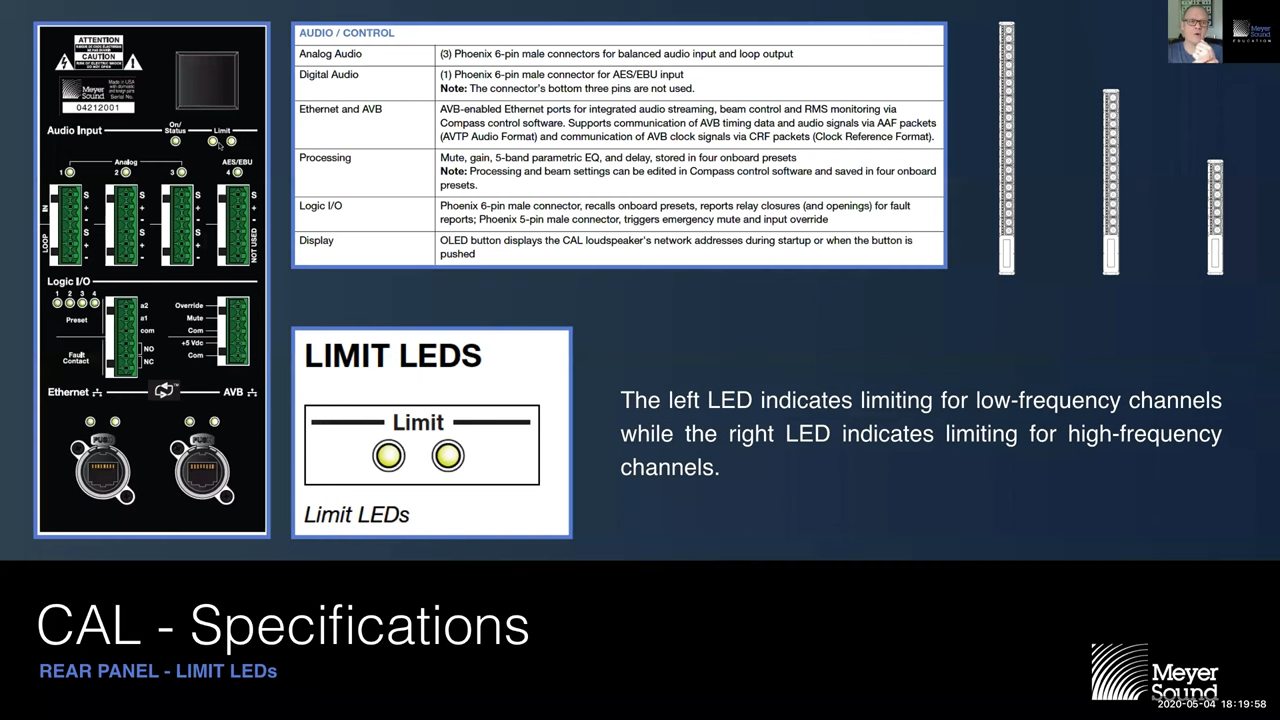 ATTENTION
CAUTION
Meyer
Sound
Made in USA
04212001
Audio Input
On/
Status
Limit
Analog
AES/EBU
1 2 3 4
IN
LOOP
S
+
-
S
+
-
S
+
-
NOT USED
Logic I/O
1 2 3 4
Preset
Fault
Contact
a2
a1
com
NO
NC
Override
Mute
Com
+5 Vdc
Com
Ethernet
AVB
PUSH
PUSH
AUDIO / CONTROL
Analog Audio
(3) Phoenix 6-pin male connectors for balanced audio input and loop output
Digital Audio
(1) Phoenix 6-pin male connector for AES/EBU input
Note: The connector's bottom three pins are not used.
Ethernet and AVB
AVB-enabled Ethernet ports for integrated audio streaming, beam control and RMS monitoring via
Compass control software. Supports communication of AVB timing data and audio signals via AAF packets
(AVTP Audio Format) and communication of AVB clock signals via CRF packets (Clock Reference Format).
Processing
Mute, gain, 5-band parametric EQ, and delay, stored in four onboard presets
Note: Processing and beam settings can be edited in Compass control software and saved in four onboard
presets.
Logic I/O
Phoenix 6-pin male connector, recalls onboard presets, reports relay closures (and openings) for fault
reports; Phoenix 5-pin male connector, triggers emergency mute and input override
Display
OLED button displays the CAL loudspeaker's network addresses during startup or when the button is
pushed
Meyer
Sound
EDUCATION
LIMIT LEDS
Limit
Limit LEDs
The left LED indicates limiting for low-frequency channels
while the right LED indicates limiting for high-frequency
channels.
CAL - Specifications
REAR PANEL - LIMIT LEDs
Meyer
Sound
2020-05-04 18:19:58